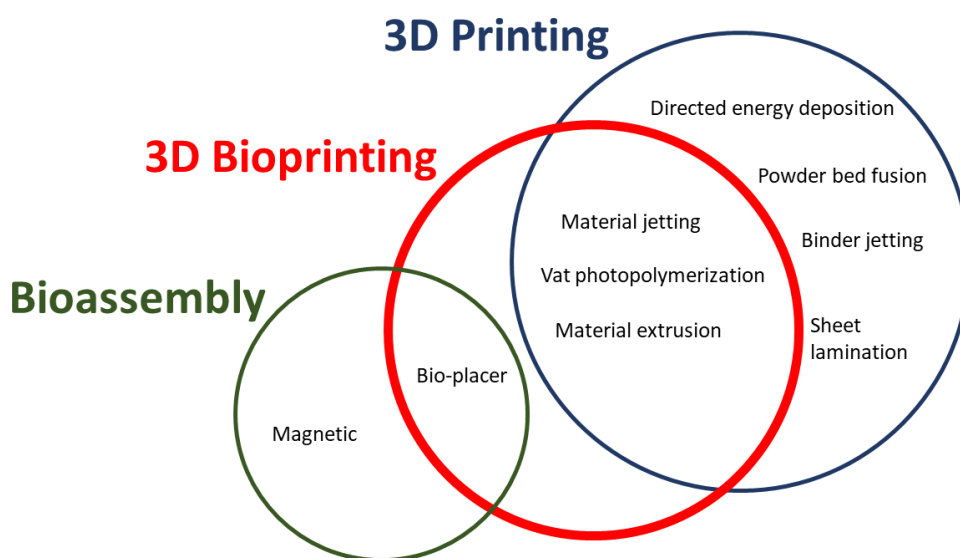 3D Printing
Directed energy deposition
3D Bioprinting
Powder bed fusion
Material jetting
Binder jetting
Vat photopolymerization
Bioassembly
Material extrusion
Sheet
lamination
Bio-placer
Magnetic